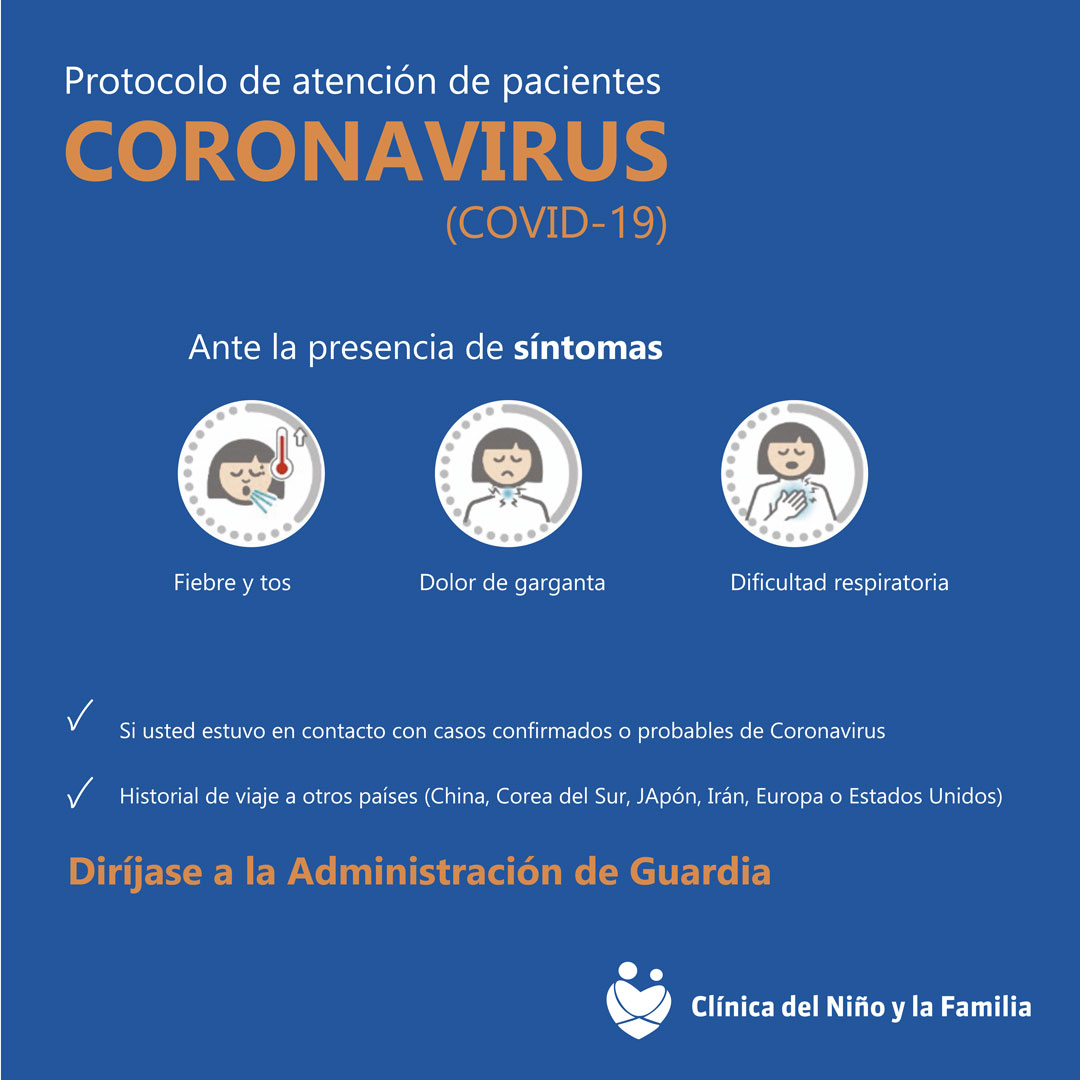 Protocolo de atención de pacientes
CORONAVIRUS
(COVID-19)
Ante la presencia de síntomas
Fiebre y tos
Dolor de garganta
Dificultad respiratoria
Si usted estuvo en contacto con casos confirmados o probables de Coronavirus
Historial de viaje a otros países (China, Corea del Sur, JApón, Irán, Europa o Estados Unidos)
Diríjase a la Administración de Guardia
Clínica del Niño y la Familia